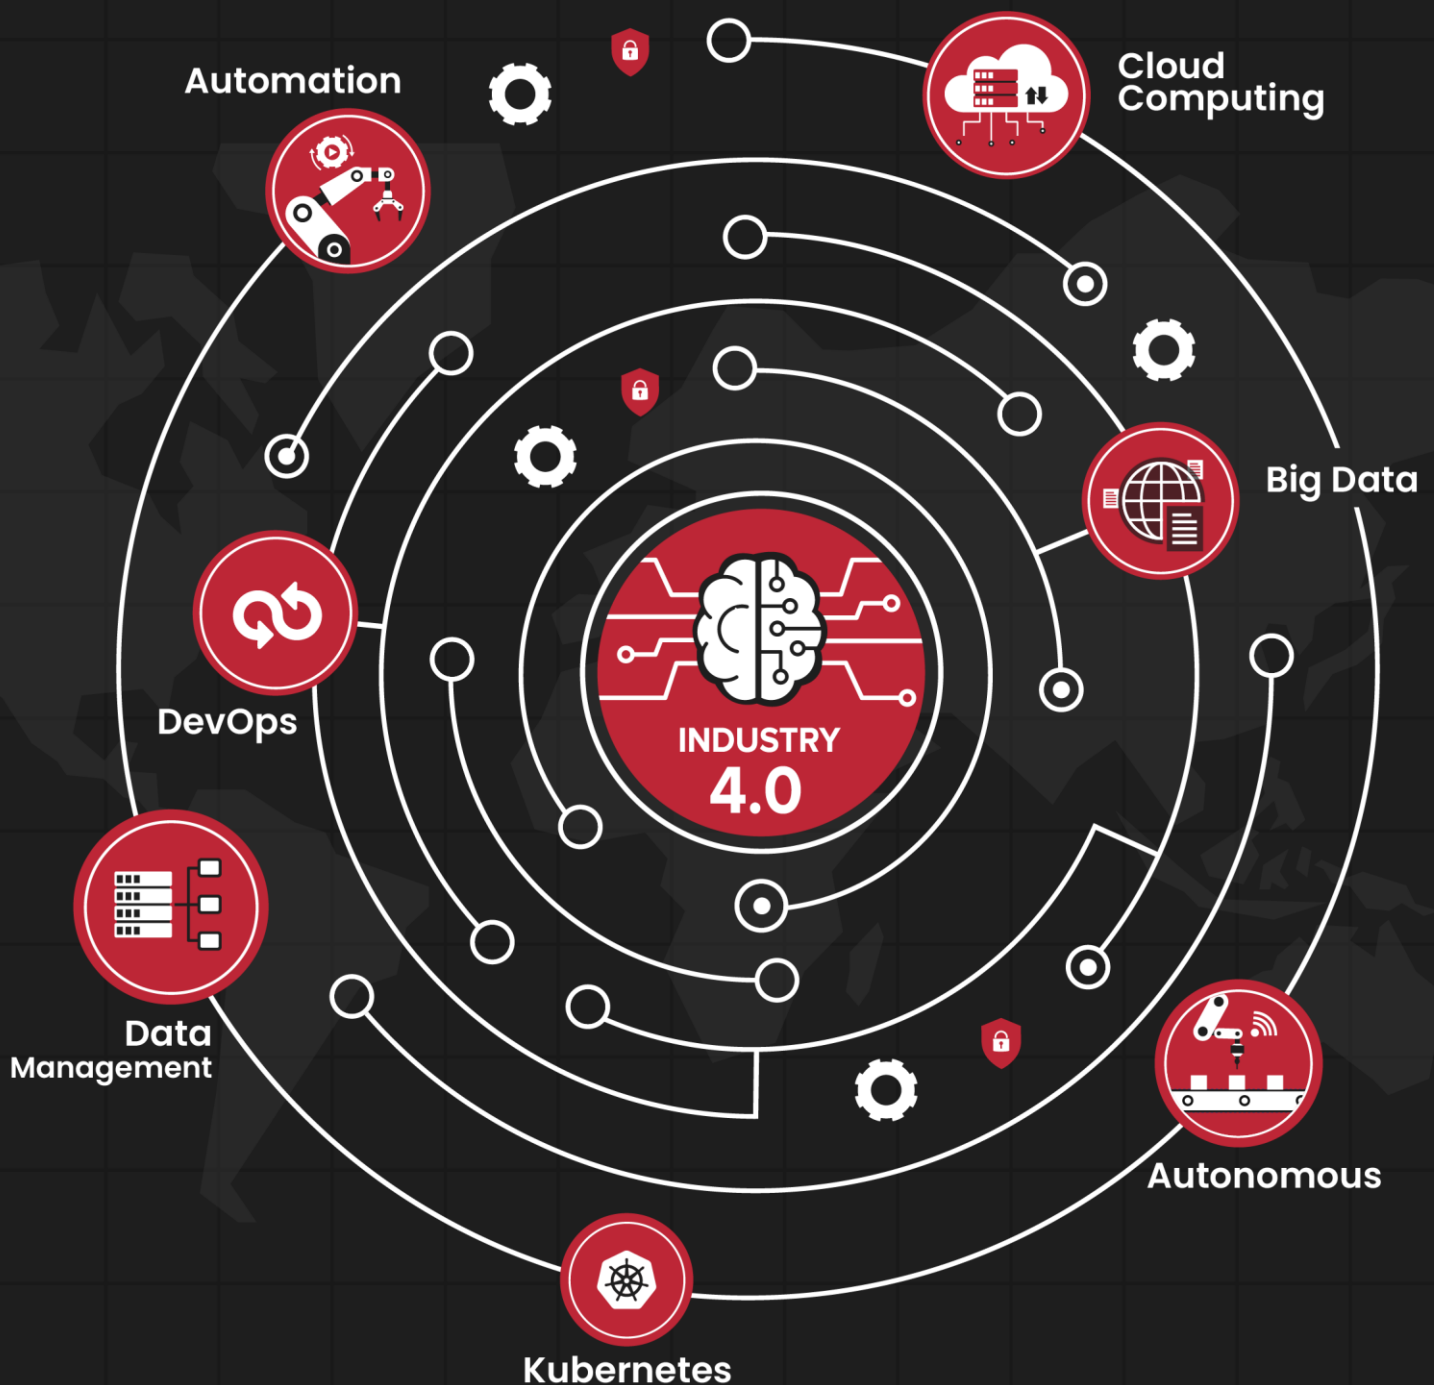 Automation
Cloud
Computing
Big Data
INDUSTRY
4.0
DevOps
Data
Management
Autonomous
Kubernetes